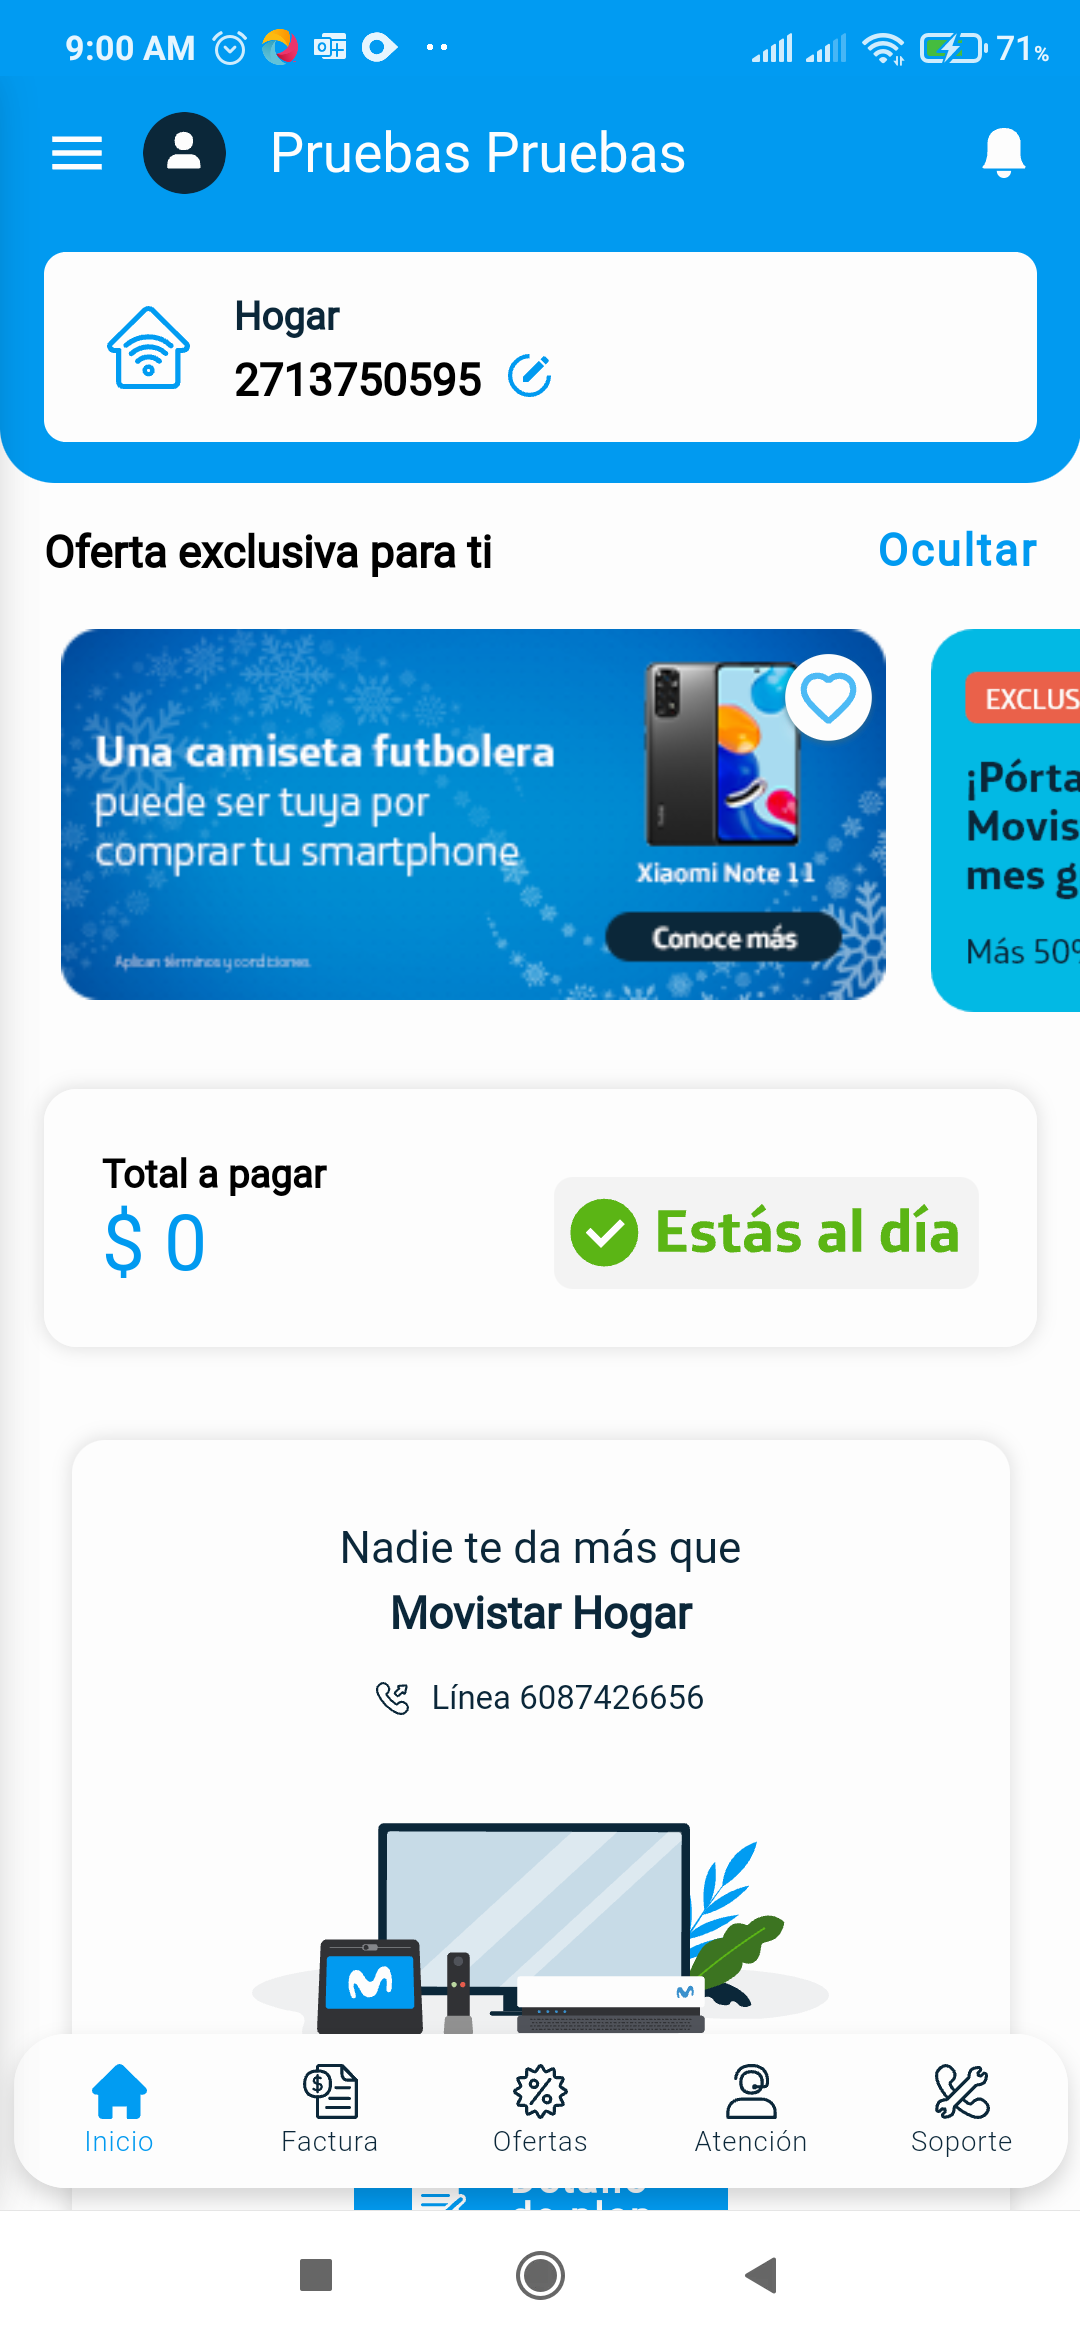 9:00 AM
71%
Pruebas Pruebas
Hogar
2713750595
Oferta exclusiva para ti
Ocultar
Una camiseta futbolera
puede ser tuya por
comprar tu smartphone
Xiaomi Note 11
Conoce más
Aplican términos y condiciones.
EXCLUS
¡Pórta
Movis
mes g
Más 50%
Total a pagar
$ 0
Estás al día
Nadie te da más que
Movistar Hogar
Línea 6087426656
Inicio
Factura
Ofertas
Atención
Soporte
Detalle
de plan